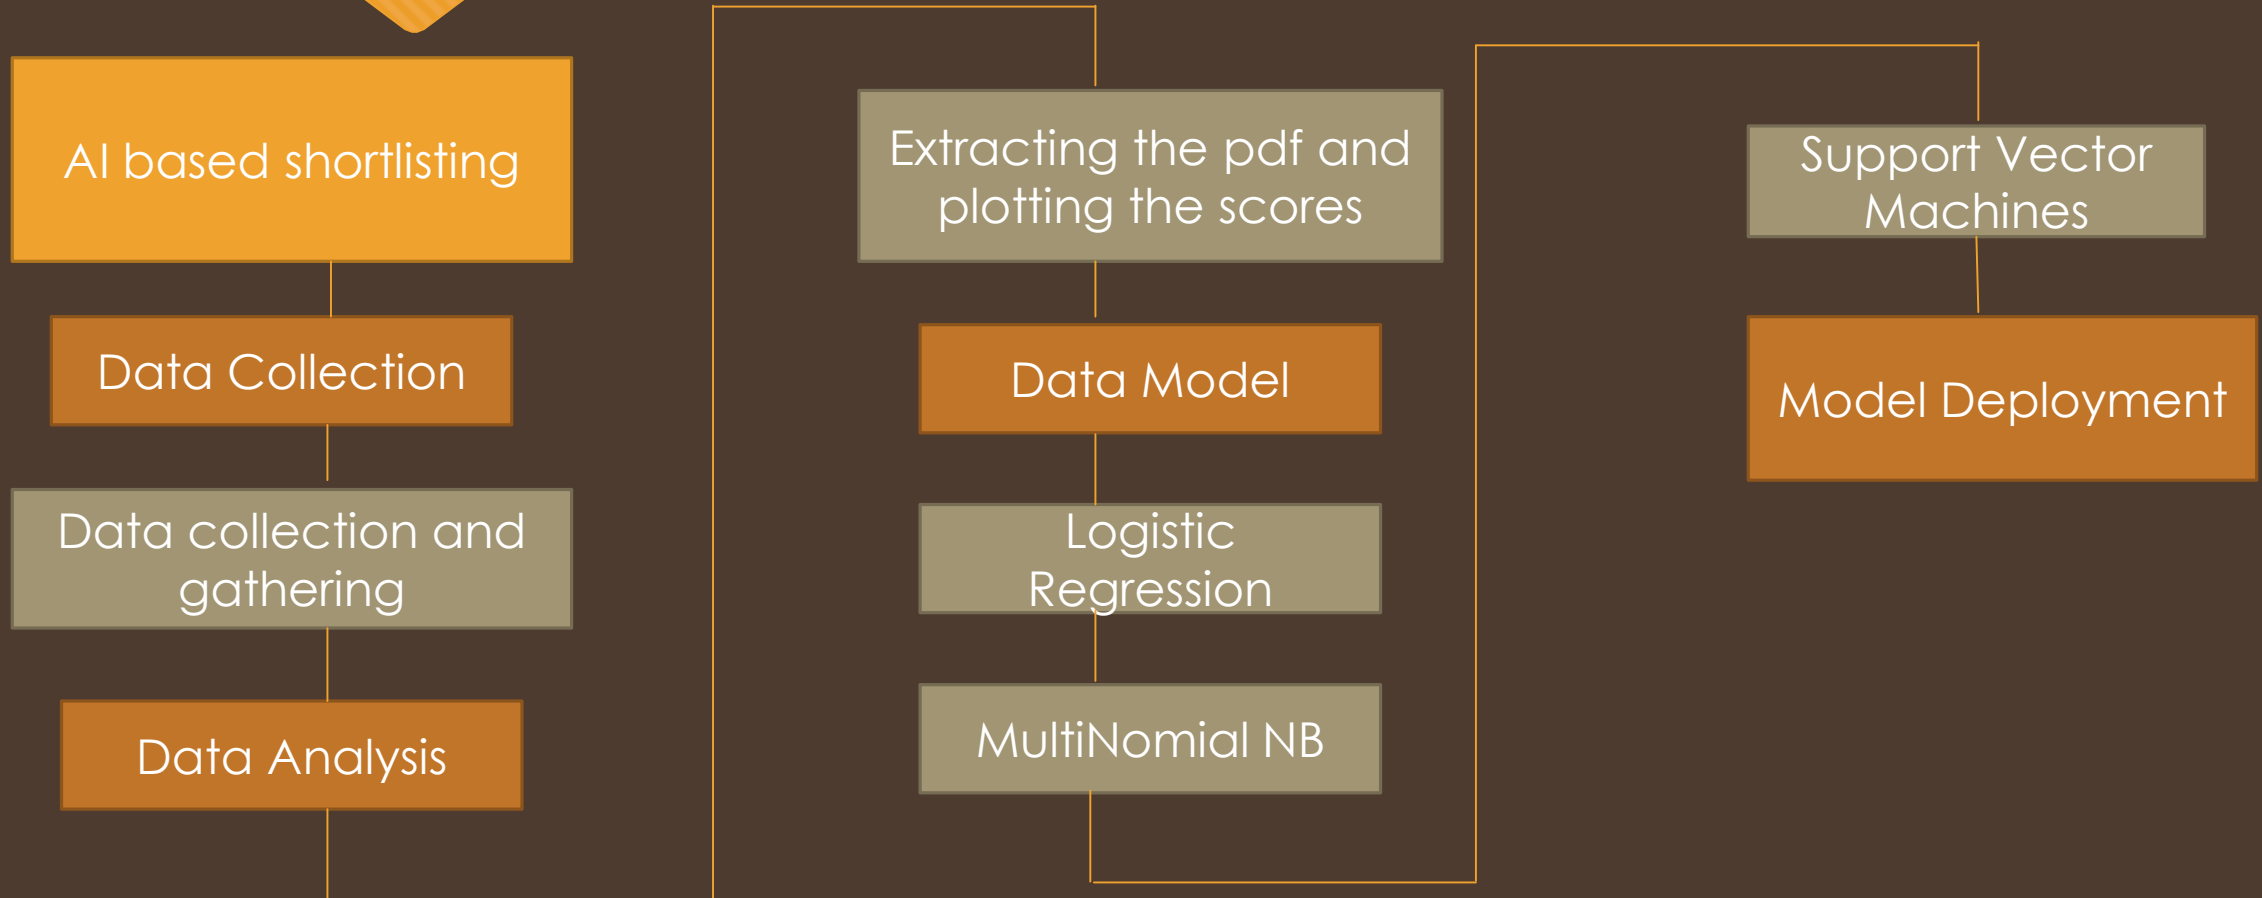 AI based shortlisting
Data Collection
Data collection and
gathering
Data Analysis
Extracting the pdf and
plotting the scores
Data Model
Logistic
Regression
MultiNomial NB
Support Vector
Machines
Model Deployment